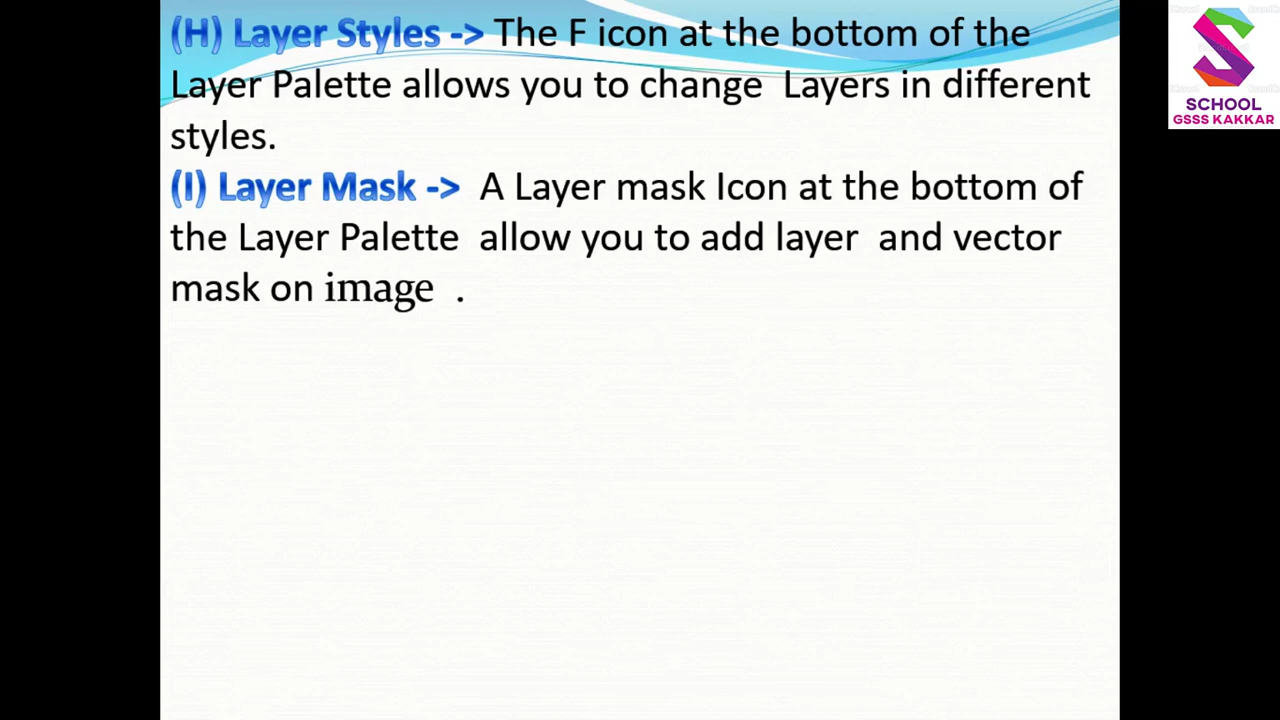 (H) Layer Styles -> The F icon at the bottom of the
Layer Palette allows you to change Layers in different
styles.
(I) Layer Mask -> A Layer mask Icon at the bottom of
the Layer Palette allow you to add layer and vector
mask on image .
SCHOOL
GSSS KAKKAR